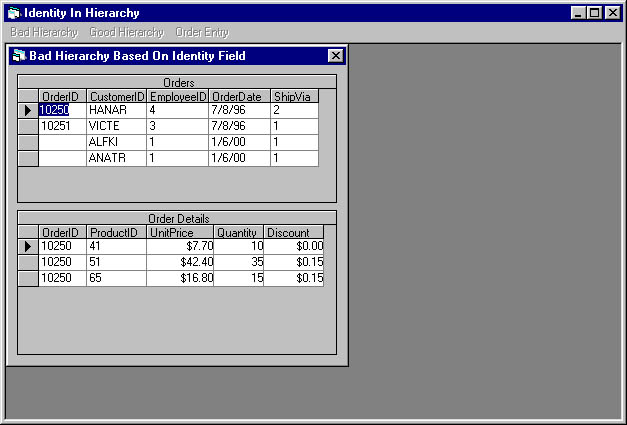 Identity In Hierarchy
Bad Hierarchy Good Hierarchy Order Entry
Bad Hierarchy Based On Identity Field
Orders
OrderID CustomerID EmployeeID OrderDate ShipVia
10250 HANAR 4 7/8/96 2
10251 VICTE 3 7/8/96 1
ALFKI 1 1/6/00 1
ANATR 1 1/6/00 1
Order Details
OrderID ProductID UnitPrice Quantity Discount
10250 41 $7.70 10 $0.00
10250 51 $42.40 35 $0.15
10250 65 $16.80 15 $0.15